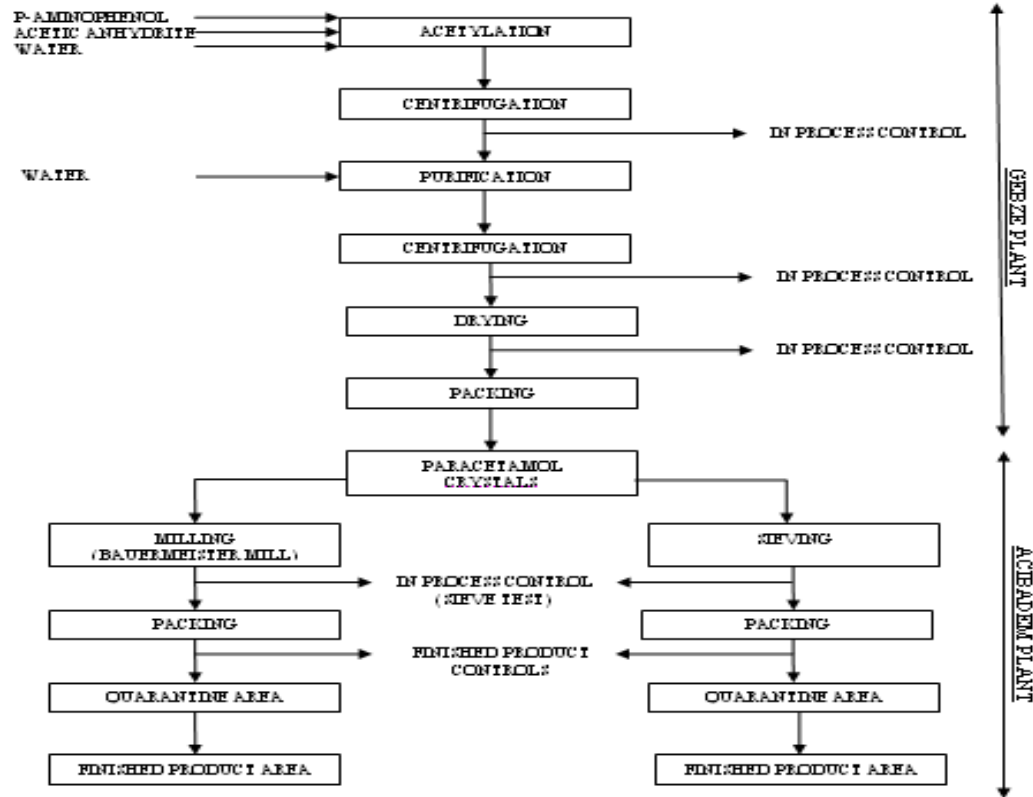 P-AMINOPHENOL
ACETIC ANHYDRITE
WATER
ACETYLATION
CENTRIFUGATION
IN PROCESS CONTROL
WATER
PURIFICATION
CENTRIFUGATION
IN PROCESS CONTROL
DRYING
IN PROCESS CONTROL
PACKING
GEBZE PLANT
PARACETAMOL
CRYSTALS
MILLING
(BAUERMEISTER MILL)
SIEVING
IN PROCESS CONTROL
(SIEVE TEST)
PACKING
PACKING
FINISHED PRODUCT
CONTROLS
QUARANTINE AREA
QUARANTINE AREA
FINISHED PRODUCT AREA
FINISHED PRODUCT AREA
ACIBADEM PLANT